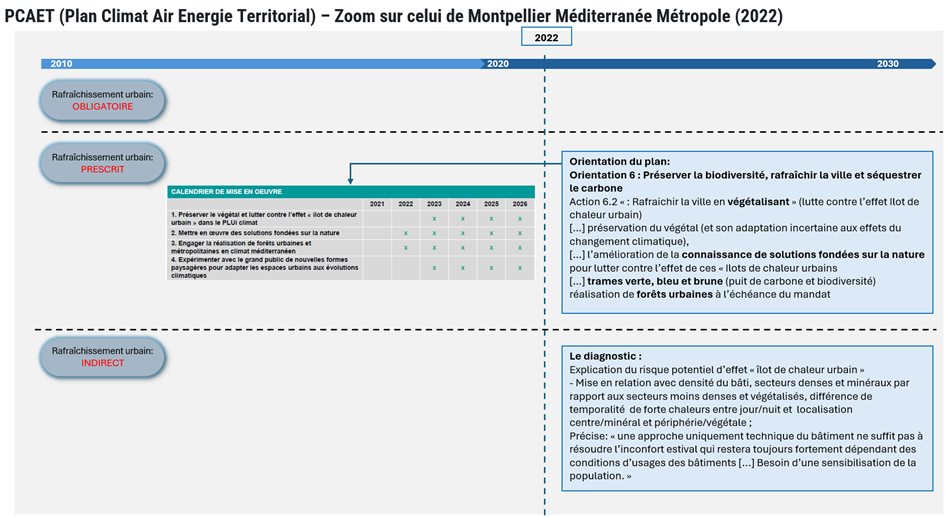 PCAET (Plan Climat Air Energie Territorial) – Zoom sur celui de Montpellier Méditerranée Métropole (2022)
2022
2010
2020
2030
Rafraîchissement urbain:
OBLIGATOIRE
Rafraîchissement urbain:
PRESCRIT
CALENDRIER DE MISE EN OEUVRE
2021 2022 2023 2024 2025 2026
1. Préserver le végétal et lutter contre l'effet « ilot de chaleur
urbain » dans le PLUi climat x x x x
2. Mettre en œuvre des solutions fondées sur la nature x x x x x
3. Engager la réalisation de forêts urbaines et
métropolitaines en climat méditerranéen x x x x x
4. Expérimenter avec le grand public de nouvelles formes
paysagères pour adapter les espaces urbains aux évolutions
climatiques x x x x
Orientation du plan:
Orientation 6 : Préserver la biodiversité, rafraîchir la ville et séquestrer
le carbone
Action 6.2 « : Rafraichir la ville en végétalisant » (lutte contre l'effet Ilot de
chaleur urbain)
[...] préservation du végétal (et son adaptation incertaine aux effets du
changement climatique),
[...] l'amélioration de la connaissance de solutions fondées sur la nature
pour lutter contre l'effet de ces « Ilots de chaleur urbains
[...] trames verte, bleu et brune (puit de carbone et biodiversité)
réalisation de forêts urbaines à l'échéance du mandat
Rafraîchissement urbain:
INDIRECT
Le diagnostic :
Explication du risque potentiel d'effet « îlot de chaleur urbain »
- Mise en relation avec densité du bâti, secteurs denses et minéraux par
rapport aux secteurs moins denses et végétalisés, différence de
temporalité de forte chaleurs entre jour/nuit et localisation
centre/minéral et périphérie/végétale ;
Précise: « une approche uniquement technique du bâtiment ne suffit pas à
résoudre l'inconfort estival qui restera toujours fortement dépendant des
conditions d'usages des bâtiments [...] Besoin d'une sensibilisation de la
population. »